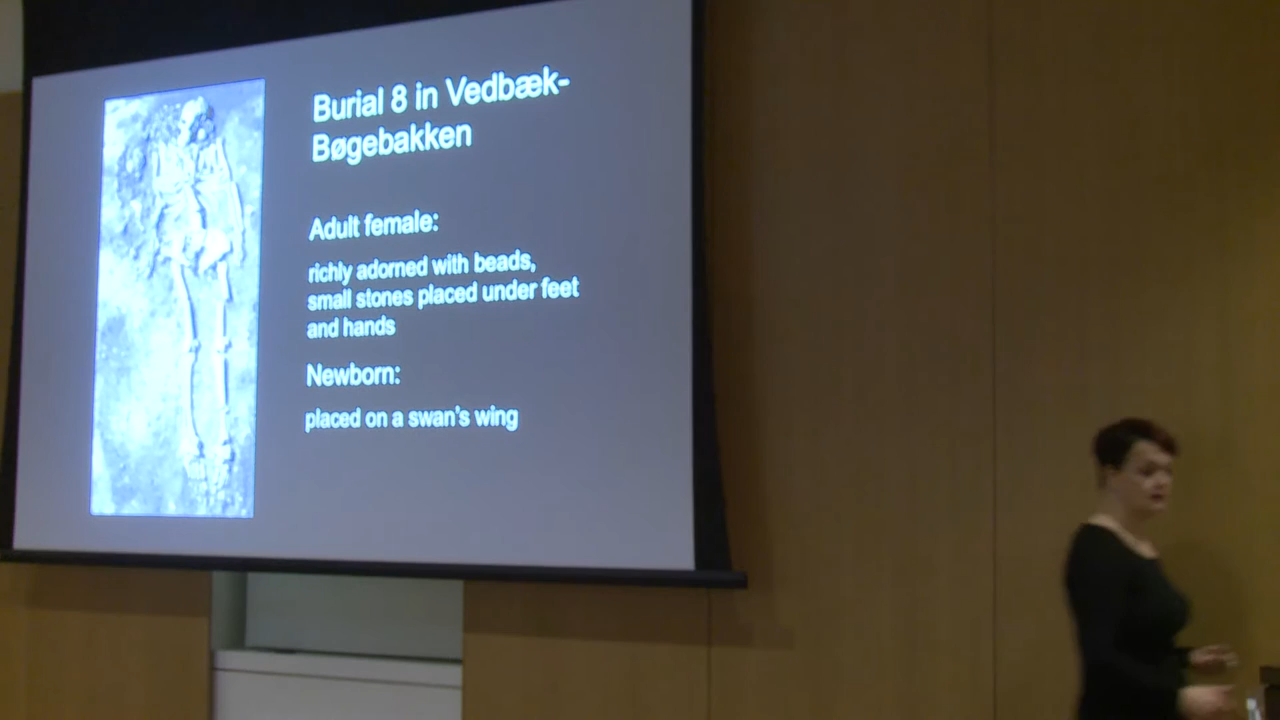 Burial 8 in Vedbæk-
Bøgebakken
Adult female:
richly adorned with beads,
small stones placed under feet
and hands
Newborn:
placed on a swan's wing